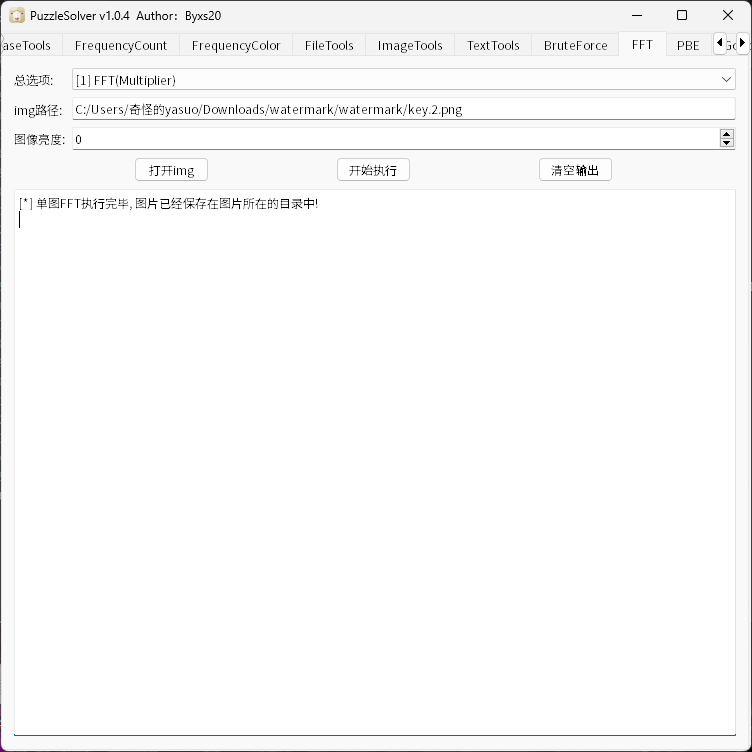 PuzzleSolver v1.0.4 Author：Byxs20
aseTools FrequencyCount FrequencyColor FileTools ImageTools TextTools BruteForce FFT PBE
总选项: [1] FFT(Multiplier)
img路径: C:/Users/奇怪的yasuo/Downloads/watermark/watermark/key.2.png
图像亮度: 0
打开img 开始执行 清空输出
[*] 单图FFT执行完毕, 图片已经保存在图片所在的目录中!